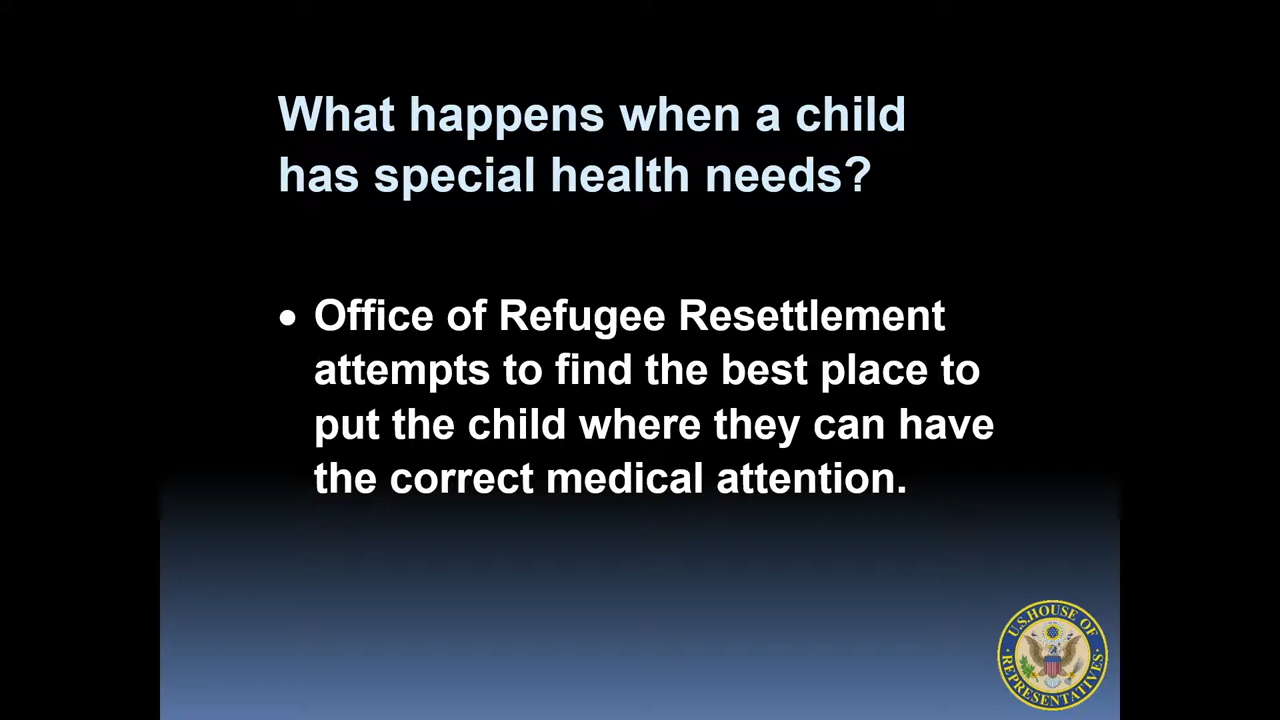 What happens when a child
has special health needs?
• Office of Refugee Resettlement
attempts to find the best place to
put the child where they can have
the correct medical attention.
U.S. HOUSE OF
REPRESENTATIVES